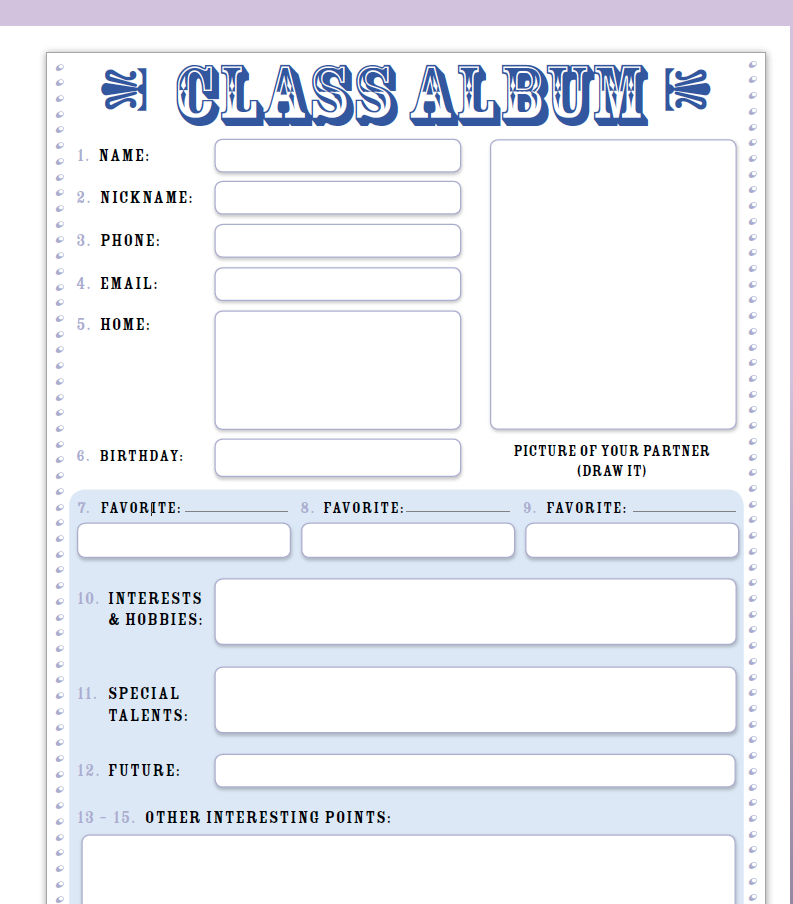 CLASS ALBUM
1. NAME:
2. NICKNAME:
3. PHONE:
4. EMAIL:
5. HOME:
6. BIRTHDAY:
PICTURE OF YOUR PARTNER
(DRAW IT)
7. FAVORITE: 8. FAVORITE: 9. FAVORITE:
10. INTERESTS
& HOBBIES:
11. SPECIAL
TALENTS:
12. FUTURE:
13 - 15. OTHER INTERESTING POINTS: